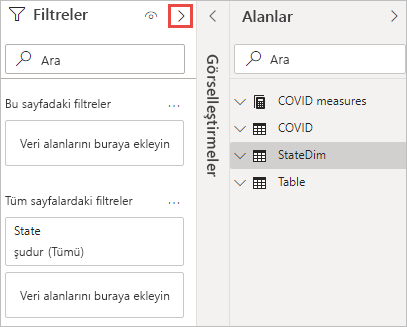 Filtreler
Ara
Bu sayfadaki filtreler
Veri alanlarını buraya ekleyin
Tüm sayfalardaki filtreler
State
şudur (Tümü)
Veri alanlarını buraya ekleyin
Görselleştirmeler
Alanlar
Ara
COVID measures
COVID
StateDim
Table